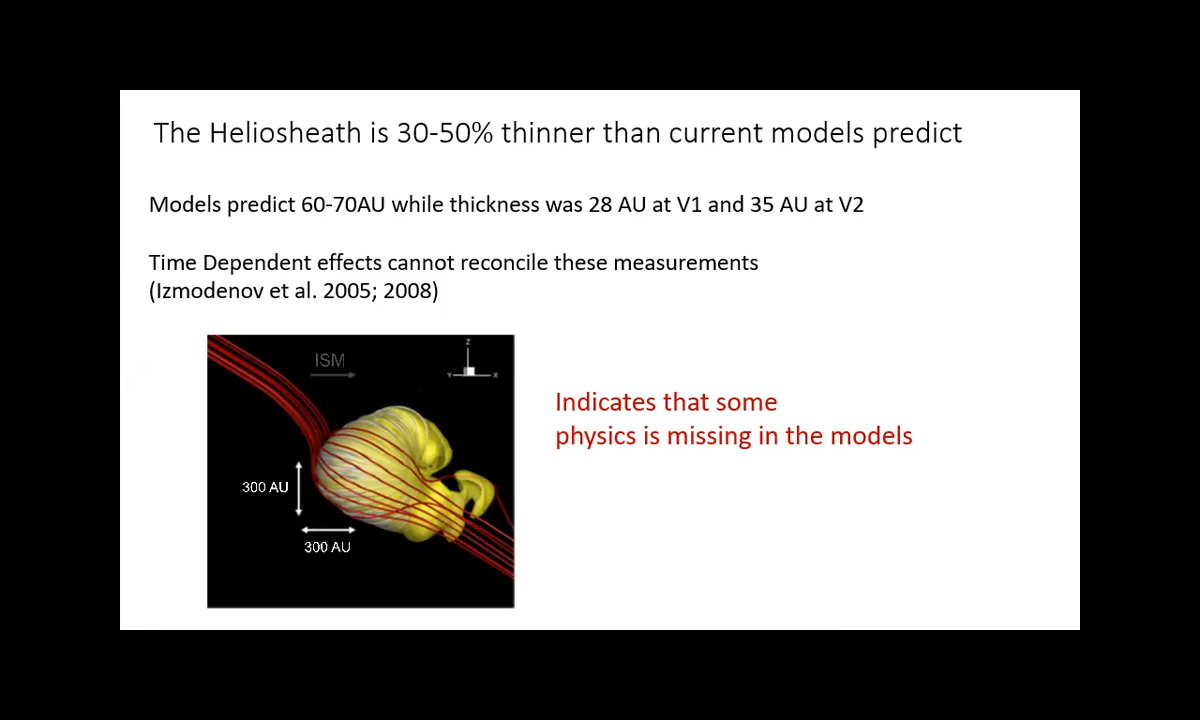 The Heliosheath is 30-50% thinner than current models predict
Models predict 60-70AU while thickness was 28 AU at V1 and 35 AU at V2
Time Dependent effects cannot reconcile these measurements
(Izmodenov et al. 2005; 2008)
ISM
Z
Y
X
300 AU
300 AU
Indicates that some
physics is missing in the models